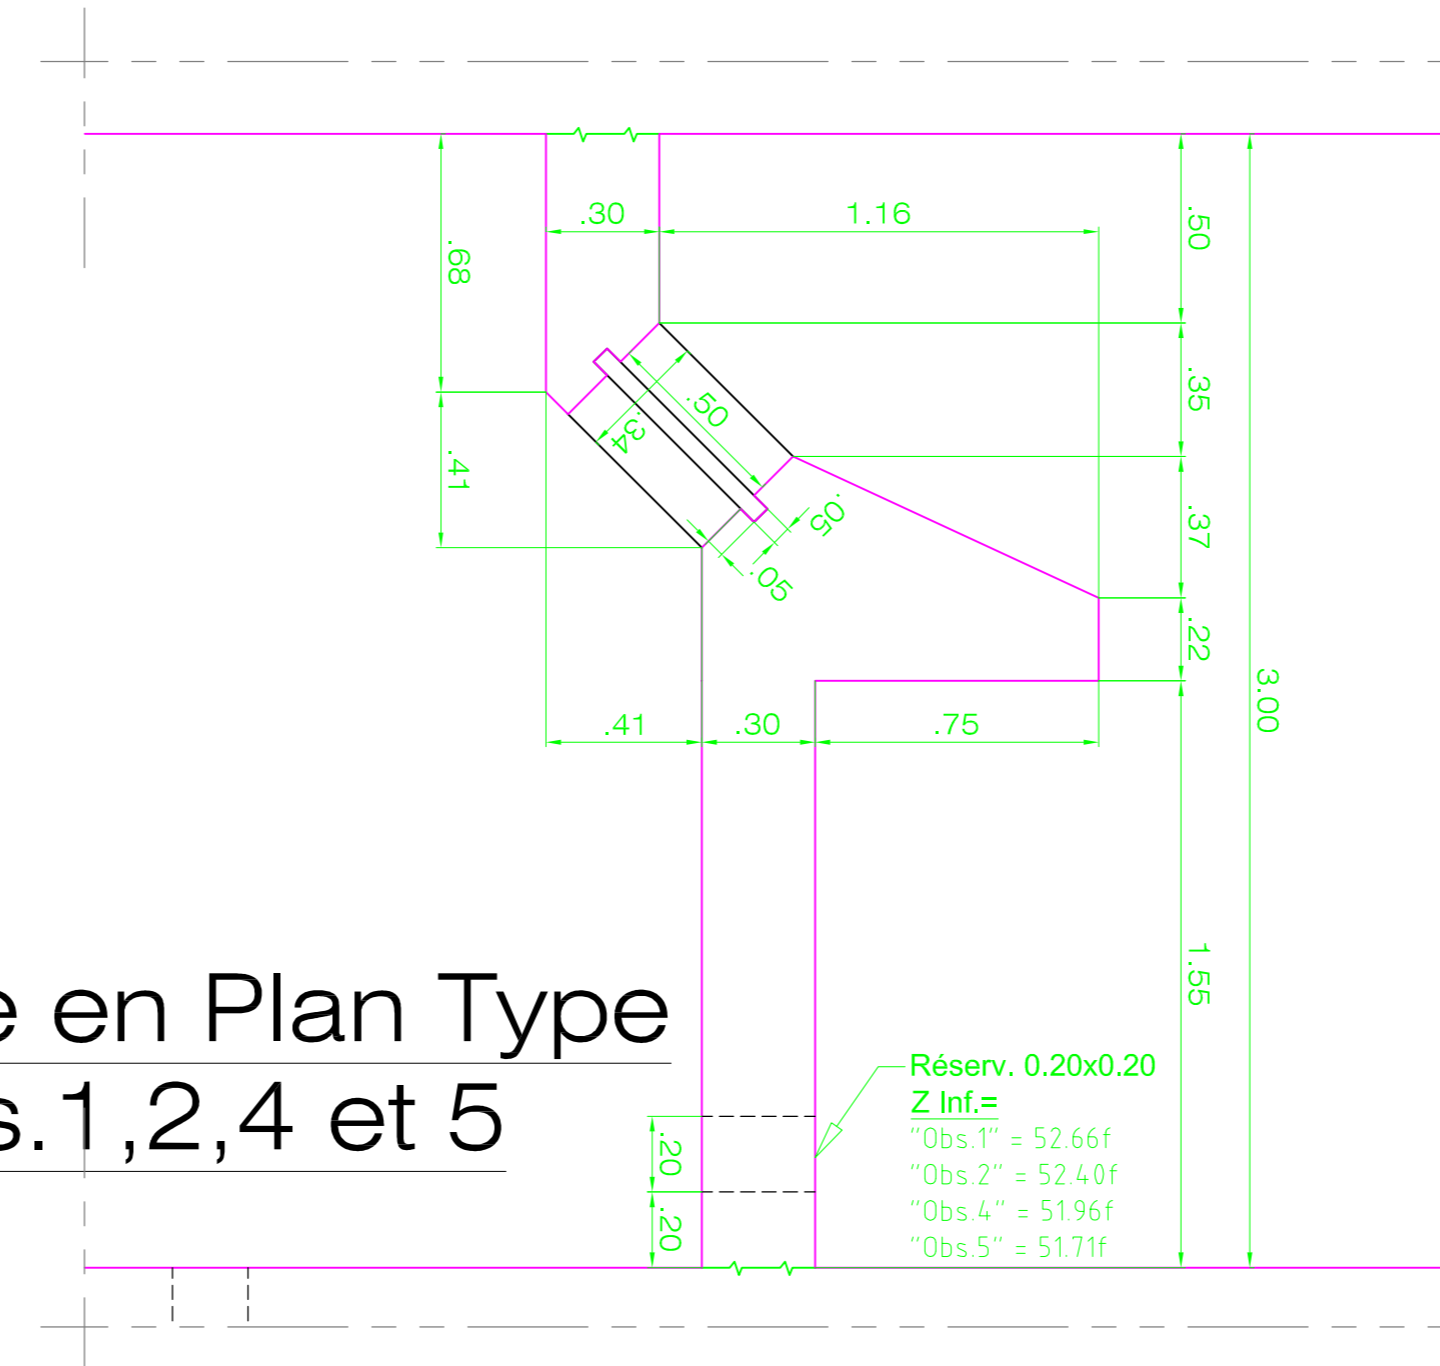 .30
1.16
.50
.68
.35
.50
.34
.41
.37
.05
.05
.22
3.00
.41
.30
.75
1.55
e en Plan Type
s.1,2,4 et 5
Réserv. 0.20x0.20
Z Inf.=
"Obs.1" = 52.66f
"Obs.2" = 52.40f
"Obs.4" = 51.96f
"Obs.5" = 51.71f
.20
.20